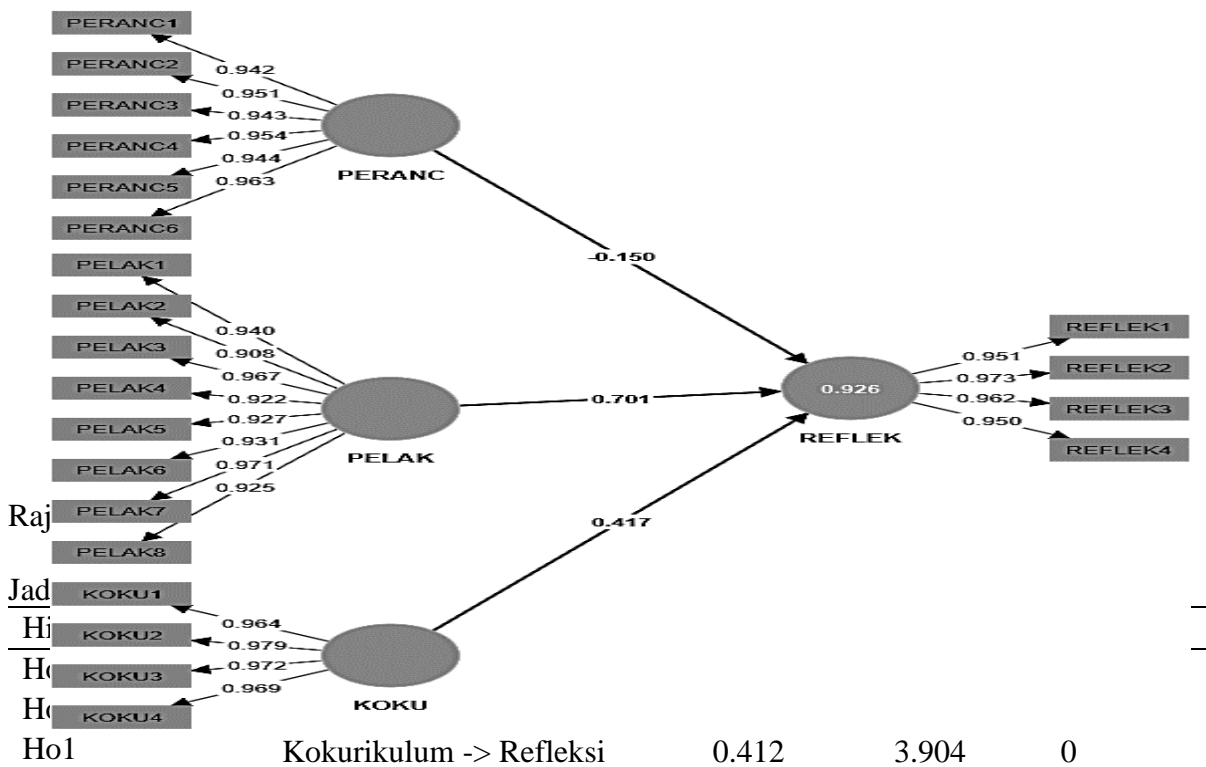 PERANC1
0.942
PERANC2
0.951
PERANC3
0.943
PERANC4
0.954
PERANC5
0.944
PERANC6
0.963
PERANC
-0.150
PELAK1
0.940
PELAK2
0.908
PELAK3
0.967
PELAK4
0.922
PELAK5
0.927
PELAK6
0.931
PELAK7
0.971
PELAK8
0.925
PELAK
0.701
REFLEK1
0.951
REFLEK2
0.973
REFLEK3
0.962
REFLEK4
0.950
0.926
REFLEK
0.417
Raj
Jad
KOKU1
0.964
KOKU2
0.979
KOKU3
0.972
KOKU4
0.969
KOKU
Hi
Ho1 Kokurikulum -> Refleksi 0.412 3.904 0